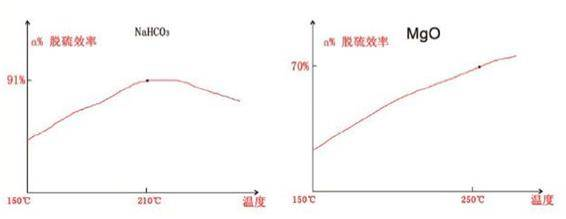 NaHCO₃
α% 脱硫效率
91%
150℃
210℃
温度
MgO
α% 脱硫效率
70%
150℃
250℃
温度